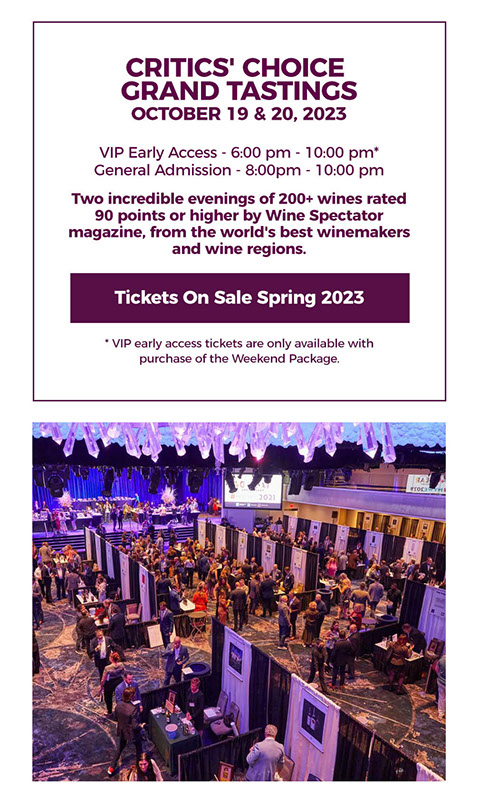 CRITICS' CHOICE
GRAND TASTINGS
OCTOBER 19 & 20, 2023
VIP Early Access - 6:00 pm - 10:00 pm*
General Admission - 8:00pm - 10:00 pm
Two incredible evenings of 200+ wines rated
90 points or higher by Wine Spectator
magazine, from the world's best winemakers
and wine regions.
Tickets On Sale Spring 2023
* VIP early access tickets are only available with
purchase of the Weekend Package.
2021